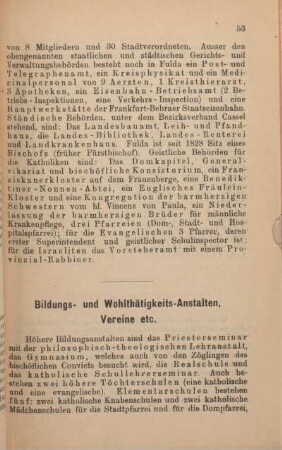 53
von 8 Mitgliedern und 30 Stadtverordneten. Ausser den
obengenannten staatlichen und städtischen Gerichts- und
Verwaltungsbehörden besteht noch in Fulda ein Post- und
Telegraphenamt, ein Kreisphysikat und ein Me-
dicinalpersonal von 9 Aerzten, 1 Kreisthierarzt,
3 Apotheken, ein Eisenbahn-Betriebsamt (2 Be-
triebs-Inspektionen, eine Verkehrs-Inspection) und eine
Hauptwerkstätte der Frankfurt-Bebraer Staatseisenbahn.
Ständische Behörden, unter dem Bezirksverband Cassel
stehend, sind: Das Landesbauamt, Leih- und Pfand-
haus, die Landes-Bibliothek, Landes-Renterei
und Landkrankenhaus. Fulda ist seit 1828 Sitz eines
Bischofs (früher Fürstbischof). Geistliche Behörden für
die Katholiken sind: Das Domkapitel, General-
vikariat und bischöfliche Konsistorium, ein Fran-
ziskanerkloster auf dem Frauenberge, eine Benedik-
tiner-Nonnen-Abtei, ein Englisches Fräulein-
Kloster und eine Kongregation der barmherzigen
Schwestern vom hl. Vincenz von Paula, ein Nieder-
lassung der barmherzigen Brüder für männliche
Krankenpflege, drei Pfarreien (Dom-, Stadt- und Hos-
pitalspfarrei); für die Evangelischen 3 Pfarrer, deren
erster Superintendent und geistlicher Schulinspector ist;
für die Israeliten das Vorsteheramt mit einem Pro-
vinzial-Rabbiner.
Bildungs- und Wohlthätigkeits-Anstalten,
Vereine etc.
Höhere Bildungsanstalten sind das Priesterseminar
mit der philosophisch-theologischen Lehranstalt,
das Gymnasium, welches auch von den Zöglingen des
bischöflichen Convicts besucht wird, die Realschule und
das katholische Schullehrerseminar. Auch be-
stehen zwei höhere Töchterschulen (eine katholische
und eine evangelische). Elementarschulen bestehen
fünf: zwei katholische Knabenschulen und zwei katholische
Mädchenschulen für die Stadtpfarrei und für die Dompfarrei,